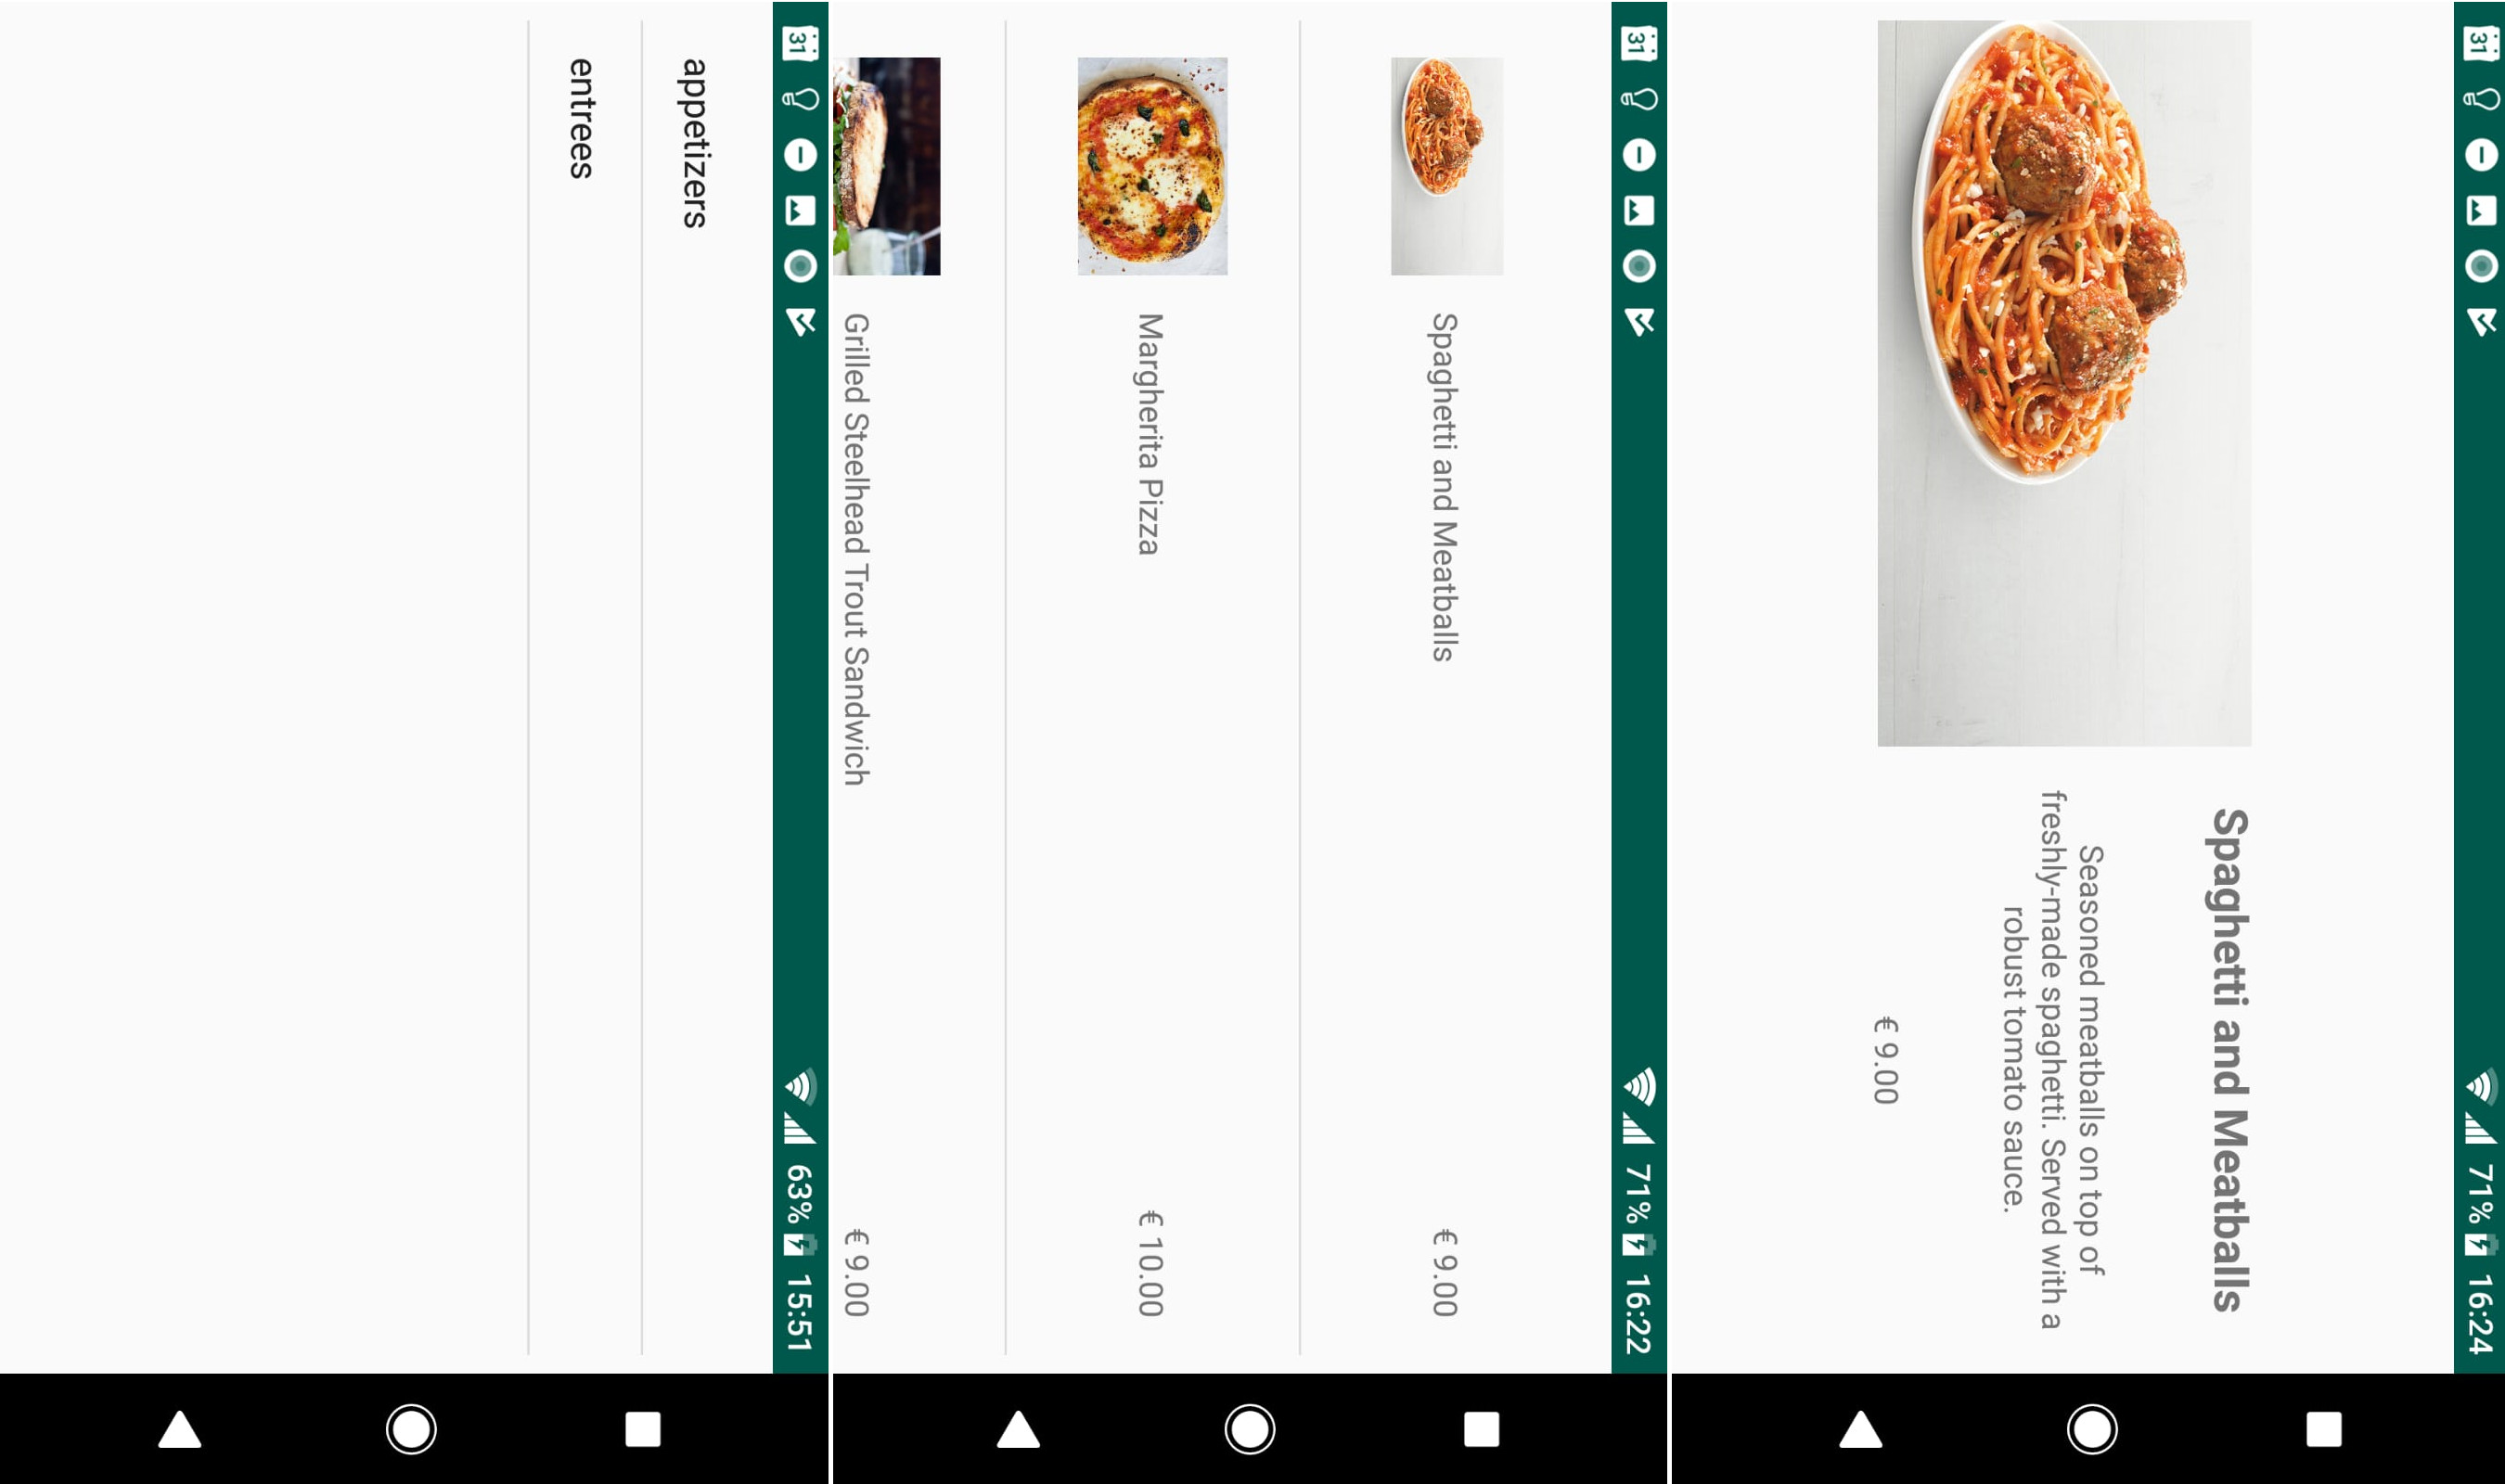 31 71% 16:24
Spaghetti and Meatballs
Seasoned meatballs on top of
freshly-made spaghetti. Served with a
robust tomato sauce.
€ 9.00
31 71% 16:22
Spaghetti and Meatballs € 9.00
Margherita Pizza € 10.00
Grilled Steelhead Trout Sandwich € 9.00
31 63% 15:51
appetizers
entrees